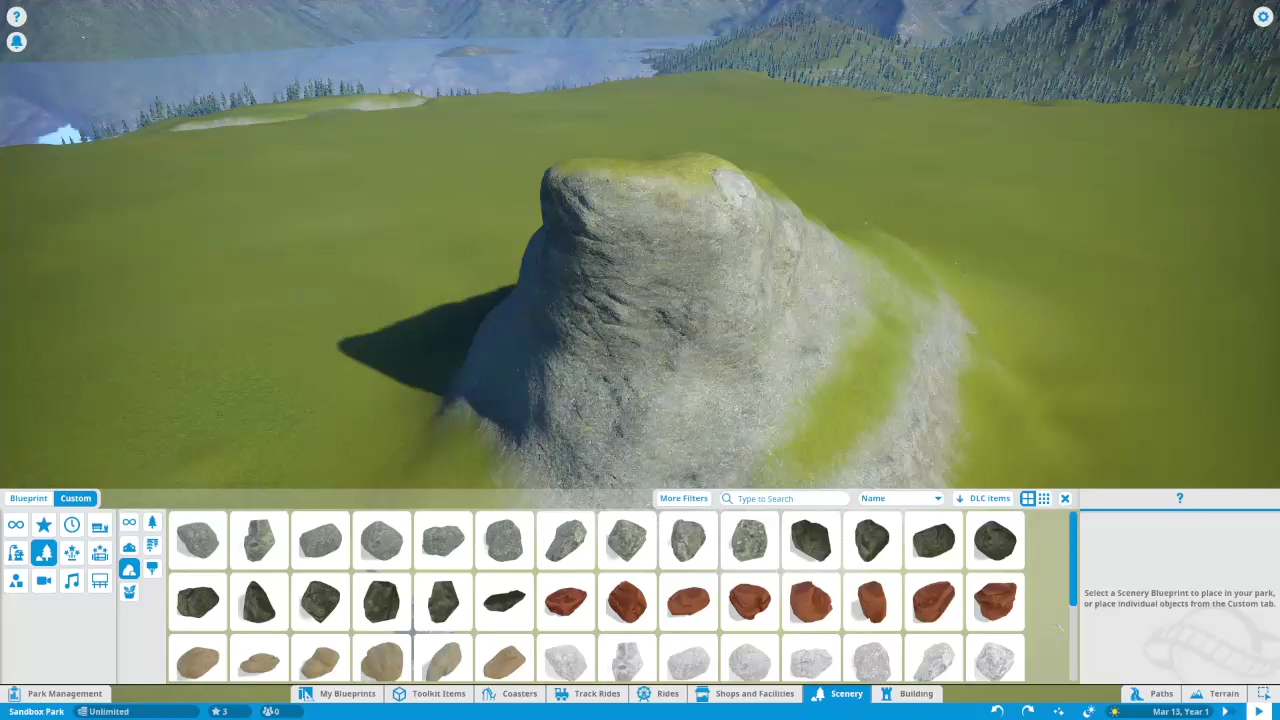 Blueprint Custom More Filters Type to Search Name DLC items ?
Select a Scenery Blueprint to place in your park,
or place individual objects from the Custom tab.
Park Management My Blueprints Toolkit Items Coasters Track Rides Rides Shops and Facilities Scenery Building Paths Terrain
Sandbox Park Unlimited 3 0 Mar 13, Year 1